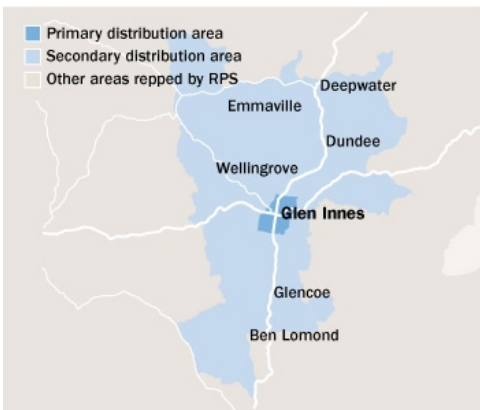 Primary distribution area
Secondary distribution area
Other areas repped by RPS
Deepwater
Emmaville
Dundee
Wellingrove
Glen Innes
Glencoe
Ben Lomond